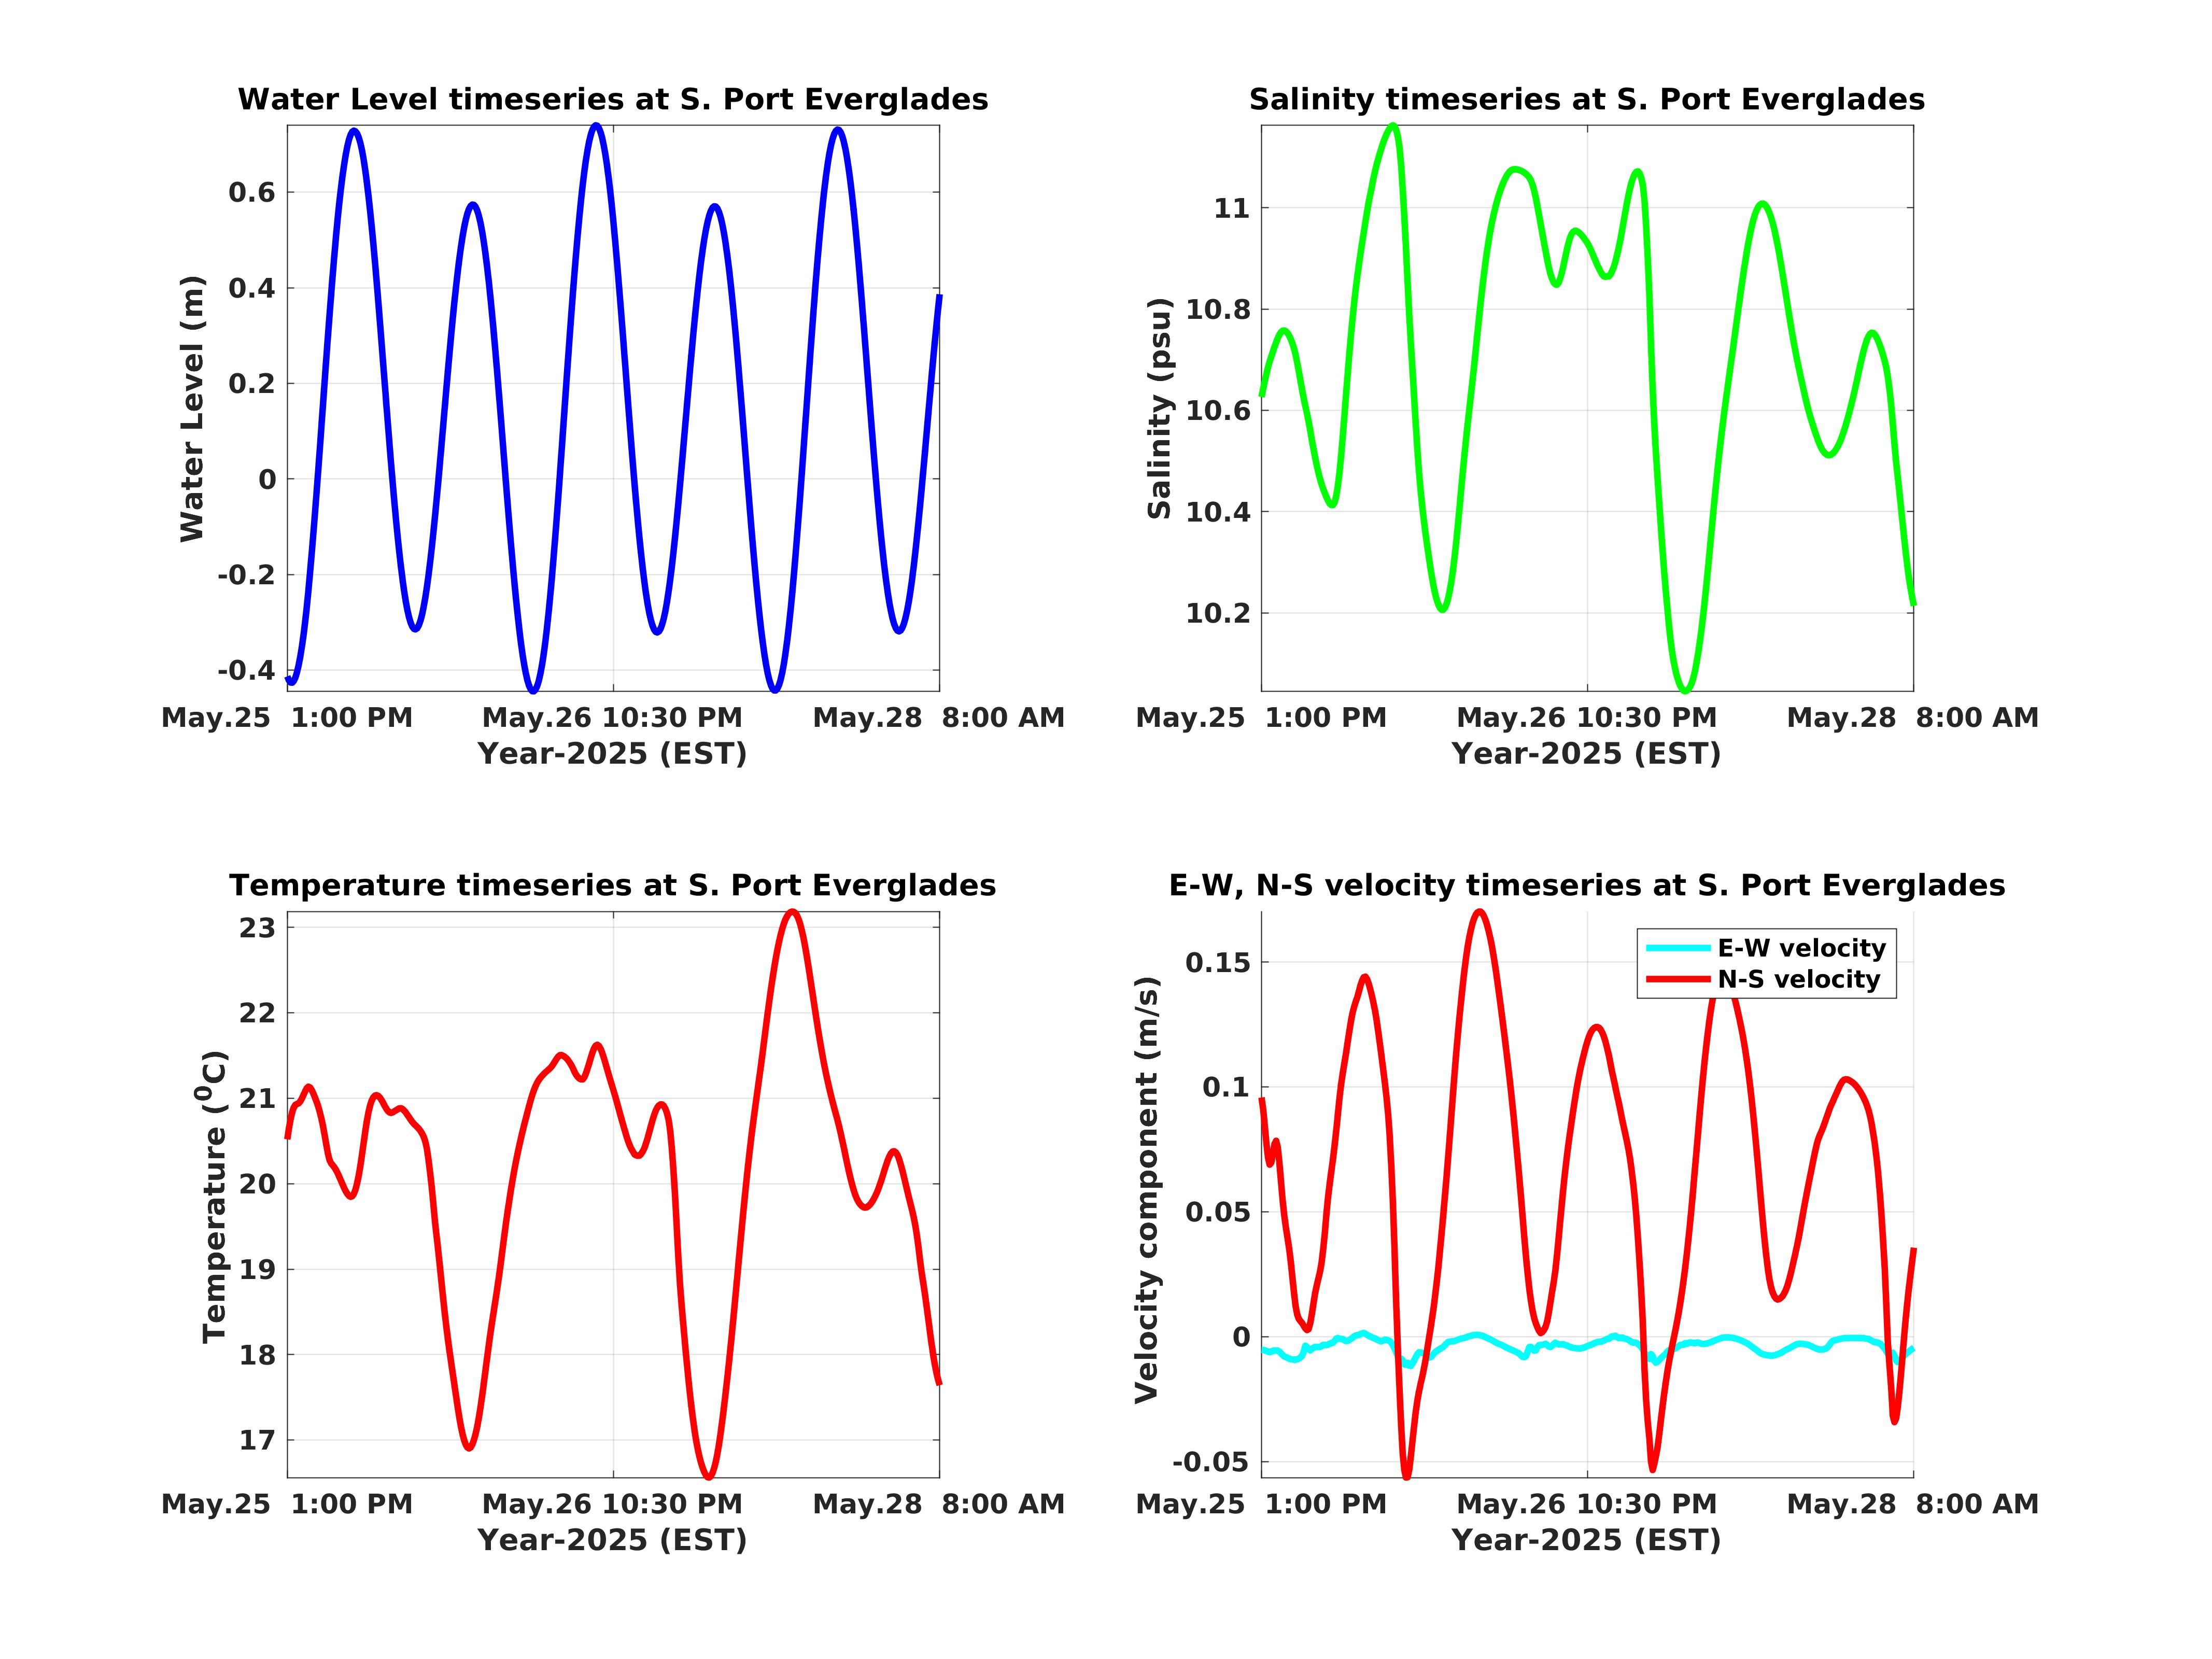 Water Level timeseries at S. Port Everglades
Water Level (m)
0.6
0.4
0.2
0
-0.2
-0.4
May.25 1:00 PM
May.26 10:30 PM
May.28 8:00 AM
Year-2025 (EST)
Salinity timeseries at S. Port Everglades
Salinity (psu)
11
10.8
10.6
10.4
10.2
May.25 1:00 PM
May.26 10:30 PM
May.28 8:00 AM
Year-2025 (EST)
Temperature timeseries at S. Port Everglades
Temperature (⁰C)
23
22
21
20
19
18
17
May.25 1:00 PM
May.26 10:30 PM
May.28 8:00 AM
Year-2025 (EST)
E-W, N-S velocity timeseries at S. Port Everglades
Velocity component (m/s)
0.15
0.1
0.05
0
-0.05
E-W velocity
N-S velocity
May.25 1:00 PM
May.26 10:30 PM
May.28 8:00 AM
Year-2025 (EST)